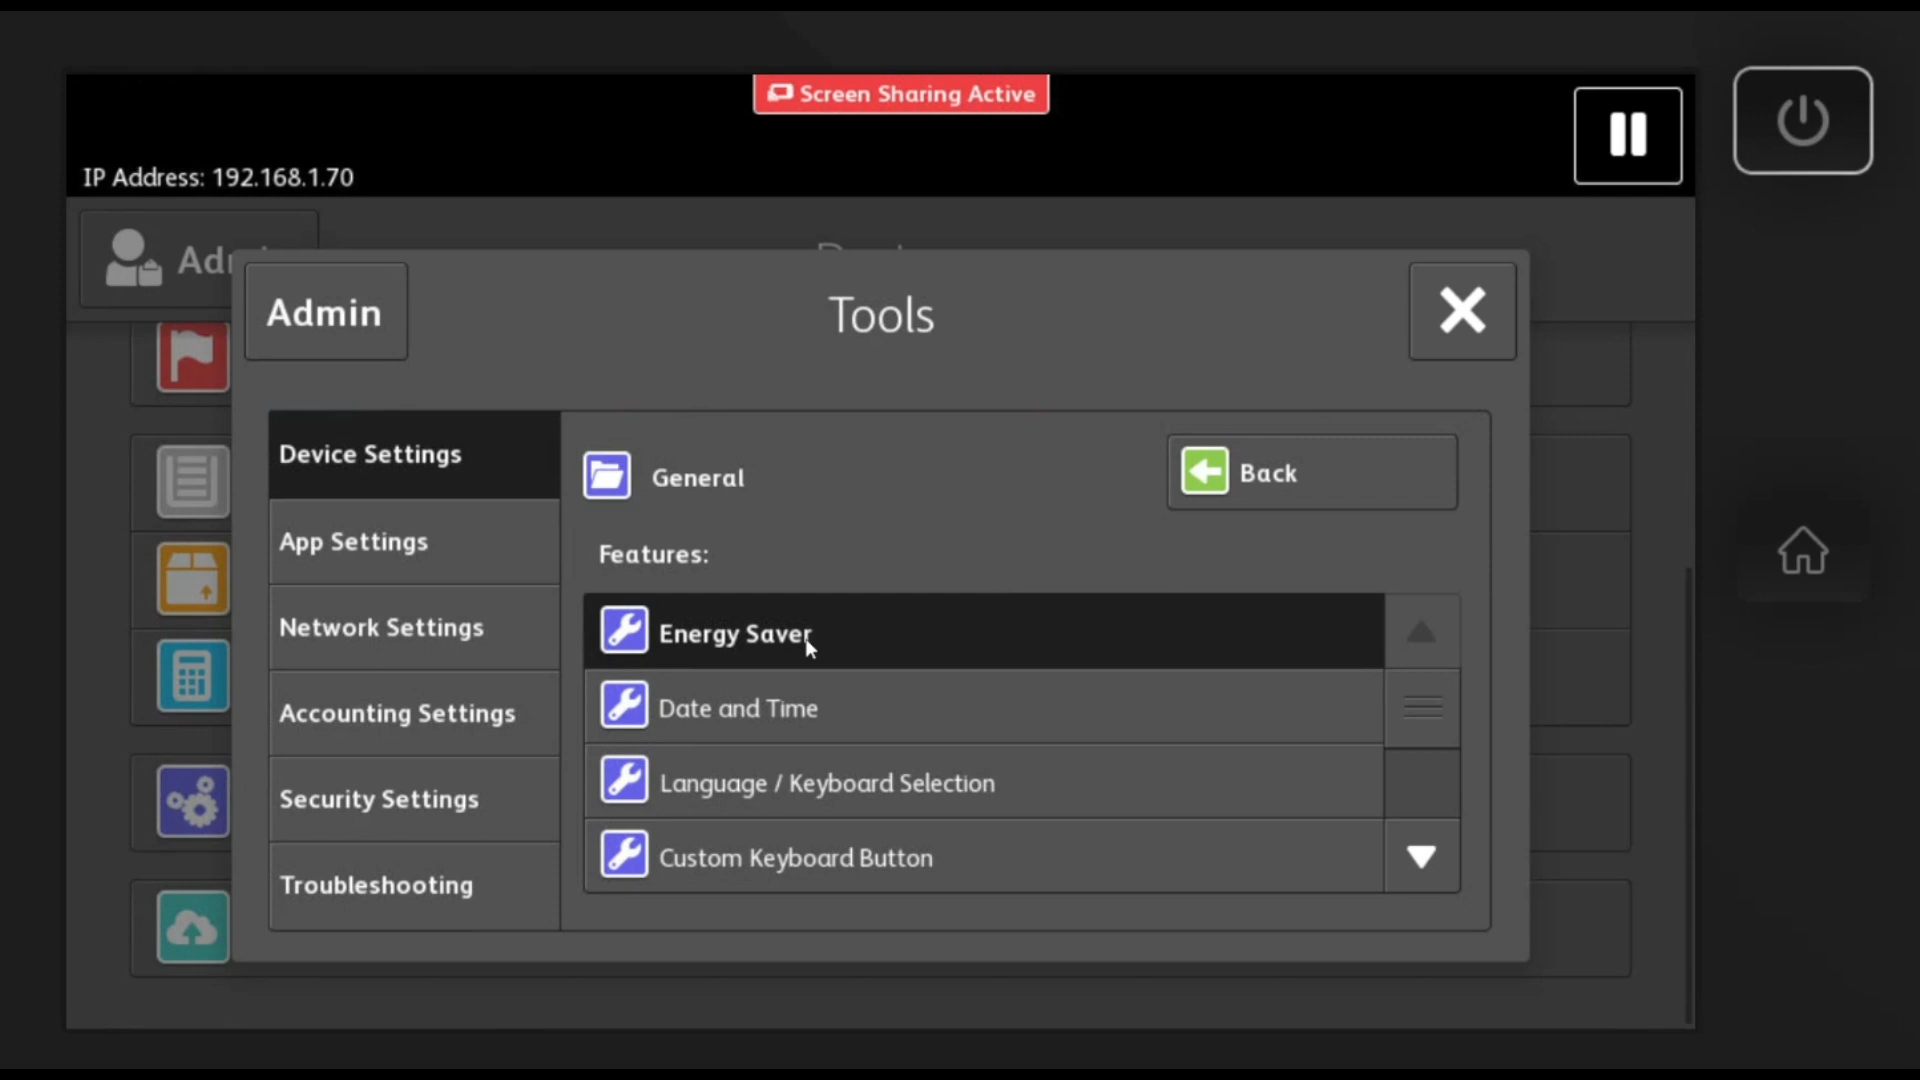 Screen Sharing Active
IP Address: 192.168.1.70
Admin
Tools
Device Settings
App Settings
Network Settings
Accounting Settings
Security Settings
Troubleshooting
General
Back
Features:
Energy Saver
Date and Time
Language / Keyboard Selection
Custom Keyboard Button